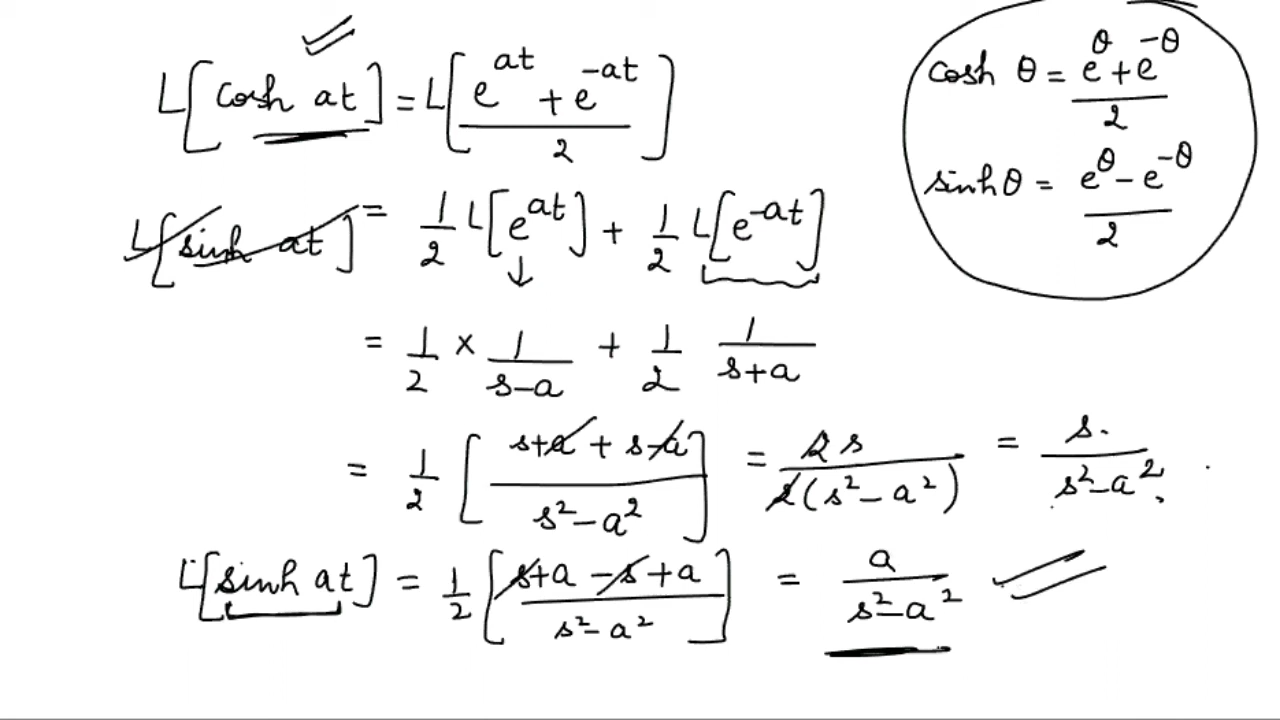 L[cosh at] = L[(e^{at} + e^{-at})/2]
L[sinh at] = 1/2 L[e^{at}] + 1/2 L[e^{-at}]
= 1/2 × 1/(s-a) + 1/2 1/(s+a)
= 1/2 [(s+a + s-a)/(s²-a²)] = 2s/(2(s²-a²)) = s/(s²-a²)
L[sinh at] = 1/2 [(s+a - s+a)/(s²-a²)] = a/(s²-a²)
cosh θ = (e^θ + e^{-θ})/2
sinh θ = (e^θ - e^{-θ})/2